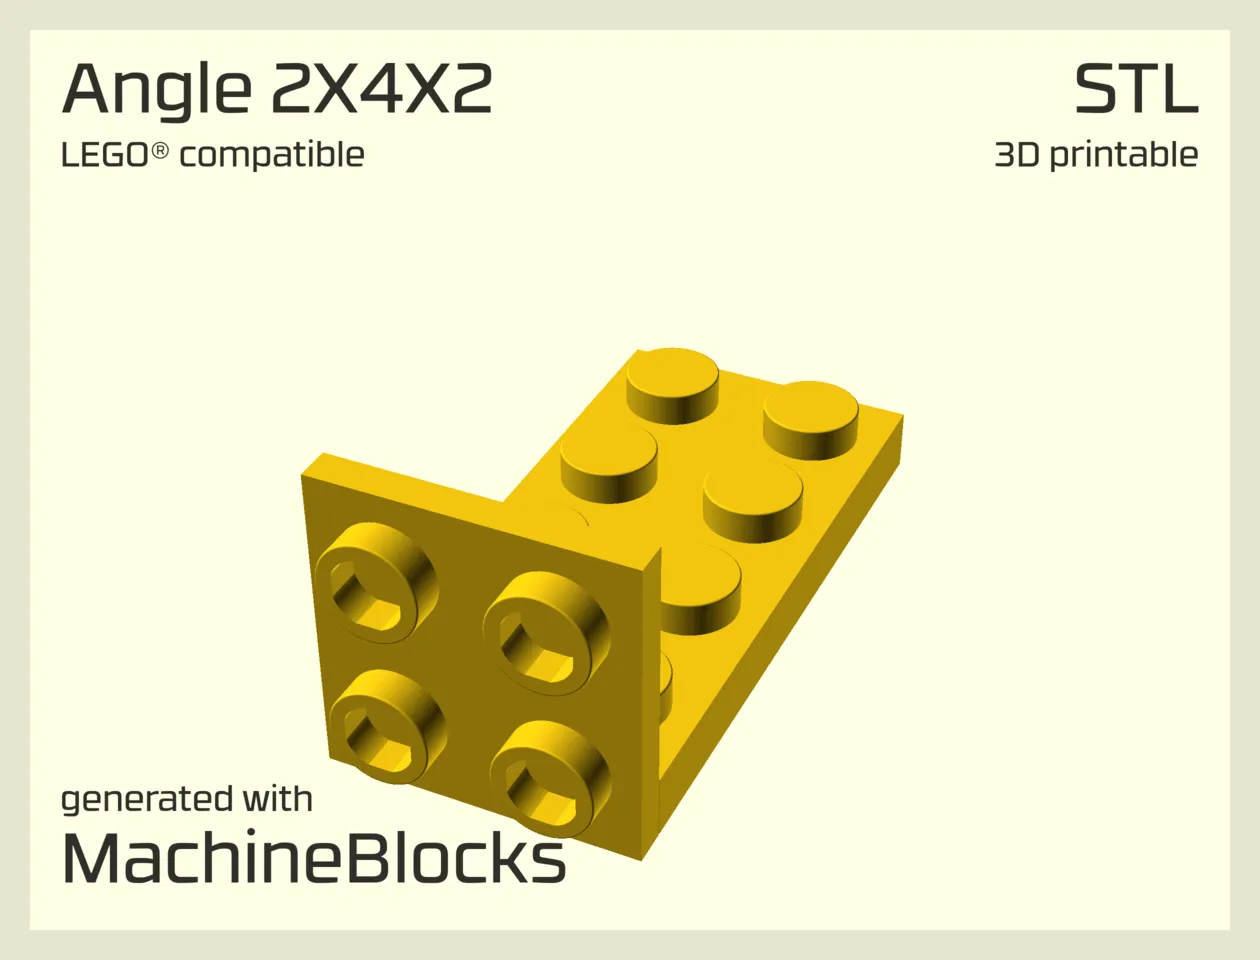 Angle 2X4X2
LEGO® compatible
STL
3D printable
generated with
MachineBlocks